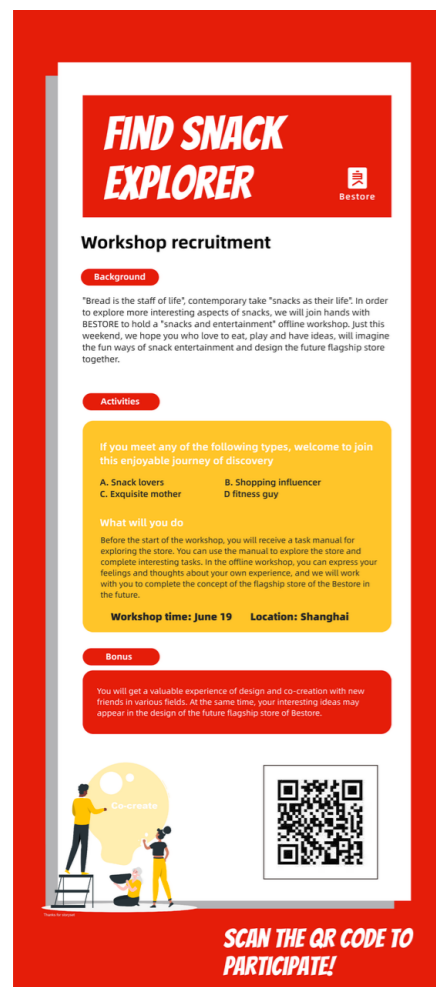 FIND SNACK
EXPLORER
Bestore
Workshop recruitment
Background
"Bread is the staff of life", contemporary take "snacks as their life". In order
to explore more interesting aspects of snacks, we will join hands with
BESTORE to hold a "snacks and entertainment" offline workshop. Just this
weekend, we hope you who love to eat, play and have ideas, will imagine
the fun ways of snack entertainment and design the future flagship store
together.
Activities
If you meet any of the following types, welcome to join
this enjoyable journey of discovery
A. Snack lovers B. Shopping influencer
C. Exquisite mother D fitness guy
What will you do
Before the start of the workshop, you will receive a task manual for
exploring the store. You can use the manual to explore the store and
complete interesting tasks. In the offline workshop, you can express your
feelings and thoughts about your own experience, and we will work
with you to complete the concept of the flagship store of the Bestore in
the future.
Workshop time: June 19 Location: Shanghai
Bonus
You will get a valuable experience of design and co-creation with new
friends in various fields. At the same time, your interesting ideas may
appear in the design of the future flagship store of Bestore.
Co-create
SCAN THE QR CODE TO
PARTICIPATE!